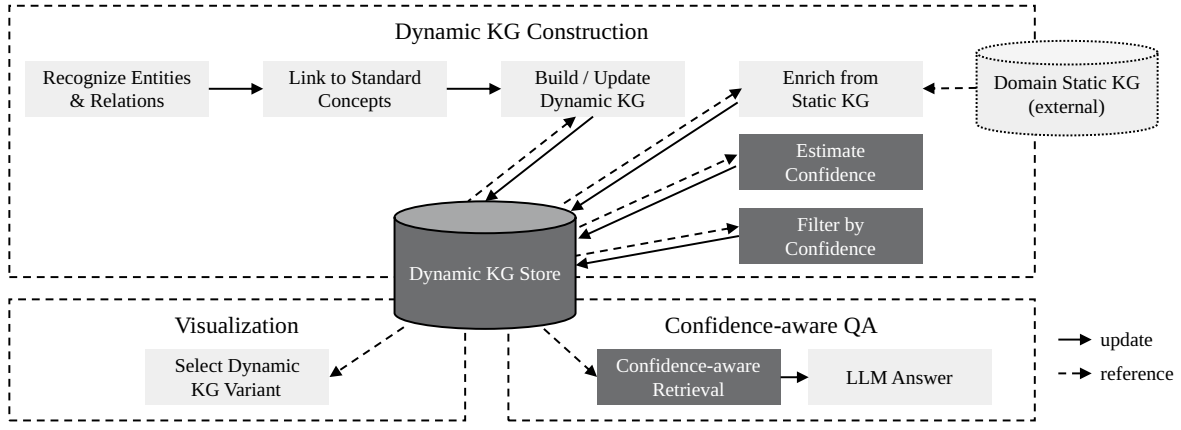 Dynamic KG Construction
Recognize Entities
& Relations
Link to Standard
Concepts
Build / Update
Dynamic KG
Enrich from
Static KG
Domain Static KG
(external)
Estimate
Confidence
Filter by
Confidence
Dynamic KG Store
Visualization
Select Dynamic
KG Variant
Confidence-aware QA
Confidence-aware
Retrieval
LLM Answer
update
reference